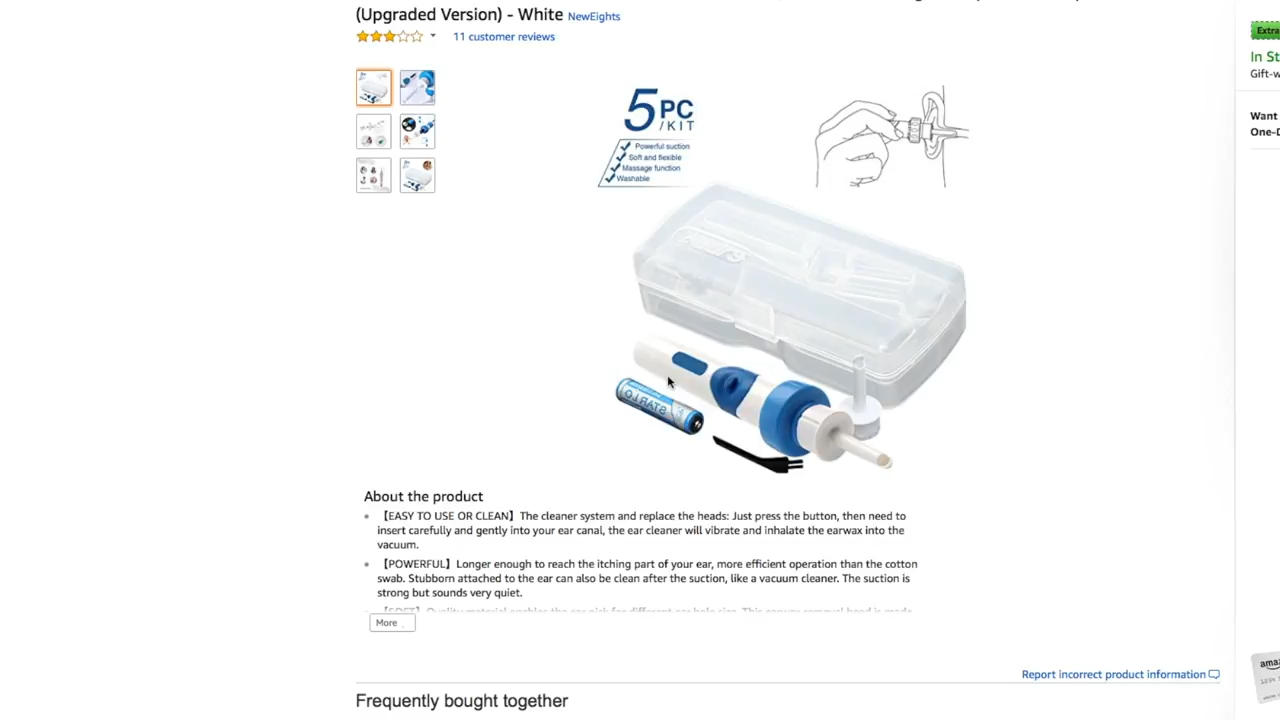 (Upgraded Version) - White NewEights
11 customer reviews
Extra
In St
Gift-w
Want
One-D
5 PC
/KIT
Powerful suction
Soft and flexible
Massage function
Washable
About the product
【EASY TO USE OR CLEAN】The cleaner system and replace the heads: Just press the button, then need to
insert carefully and gently into your ear canal, the ear cleaner will vibrate and inhalate the earwax into the
vacuum.
【POWERFUL】Longer enough to reach the itching part of your ear, more efficient operation than the cotton
swab. Stubborn attached to the ear can also be clean after the suction, like a vacuum cleaner. The suction is
strong but sounds very quiet.
More
Report incorrect product information
Frequently bought together
amaz